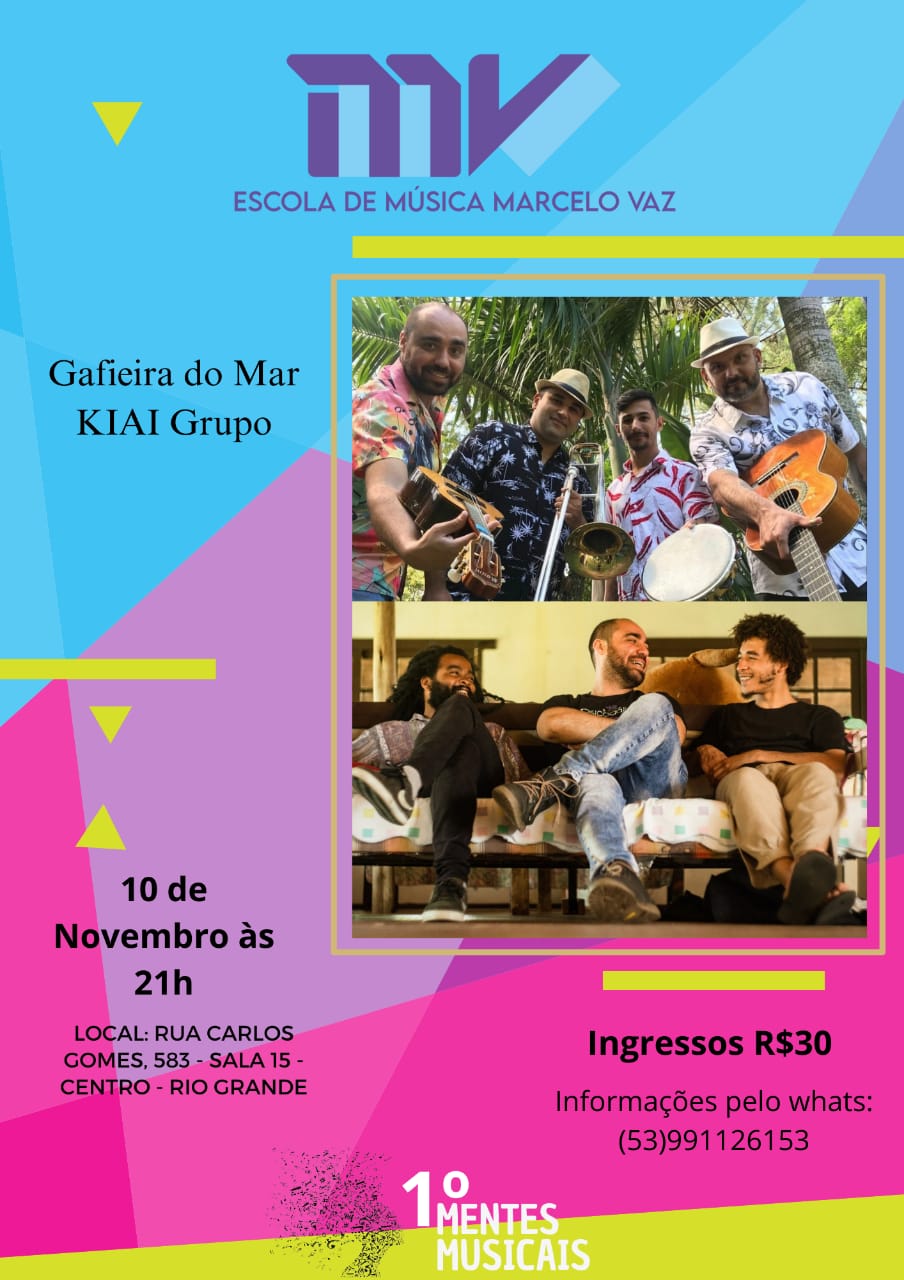 MV
ESCOLA DE MÚSICA MARCELO VAZ
Gafieira do Mar
KIAI Grupo
10 de
Novembro às
21h
LOCAL: RUA CARLOS
GOMES, 583 - SALA 15 -
CENTRO - RIO GRANDE
Ingressos R$30
Informações pelo whats:
(53)991126153
1º
MENTES
MUSICAIS